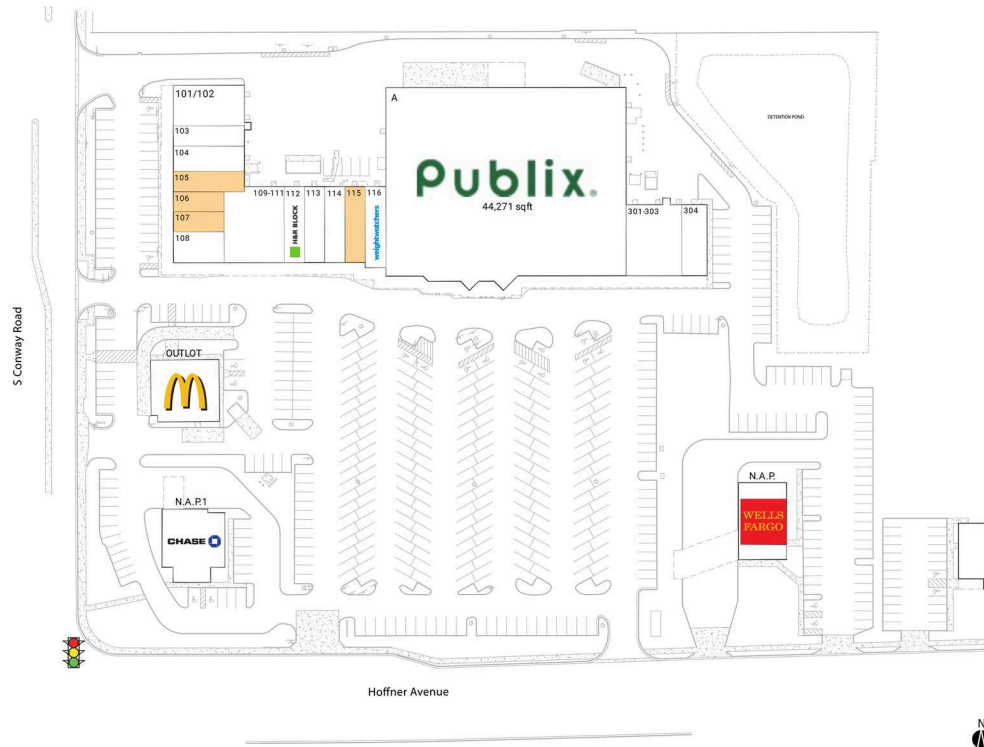 A
101/102
Publix.
44,271 sqft
DETENTION POND
103
104
105
106
107
108
109-111
112
113
114
115
116
H&R BLOCK
weightwatchers
301-303
304
S Conway Road
OUTLOT
M
N.A.P.1
CHASE
N.A.P.
WELLS
FARGO
Hoffner Avenue
N